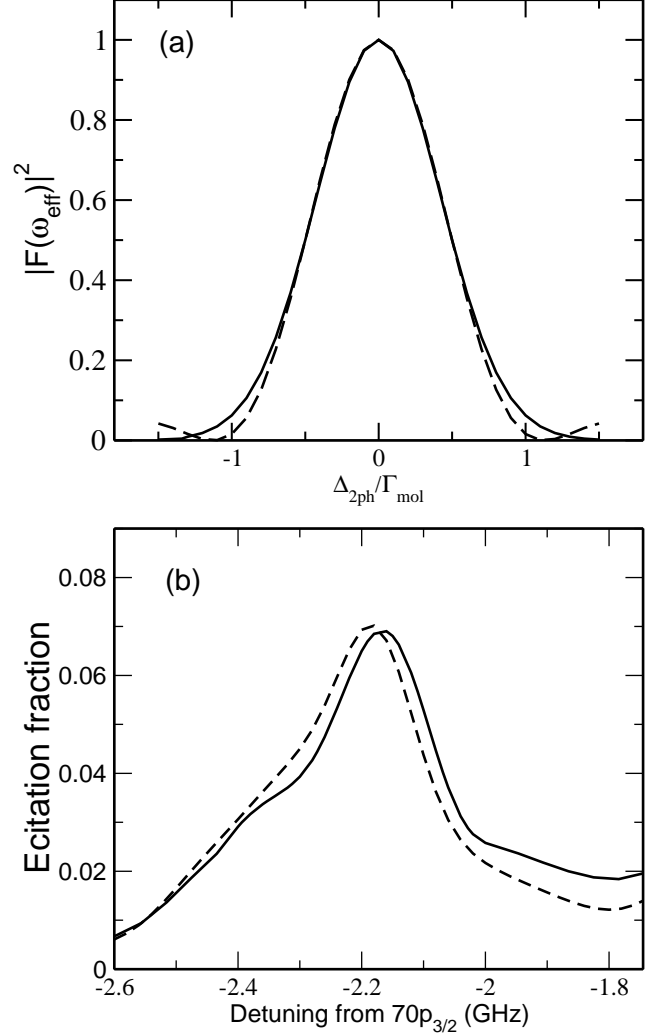 (a)
|F(ω_eff)|²
1
0.8
0.6
0.4
0.2
0
-1 0 1
Δ_2ph/Γ_mol
(b)
Ecitation fraction
0.08
0.06
0.04
0.02
0
-2.6 -2.4 -2.2 -2 -1.8
Detuning from 70p_3/2 (GHz)